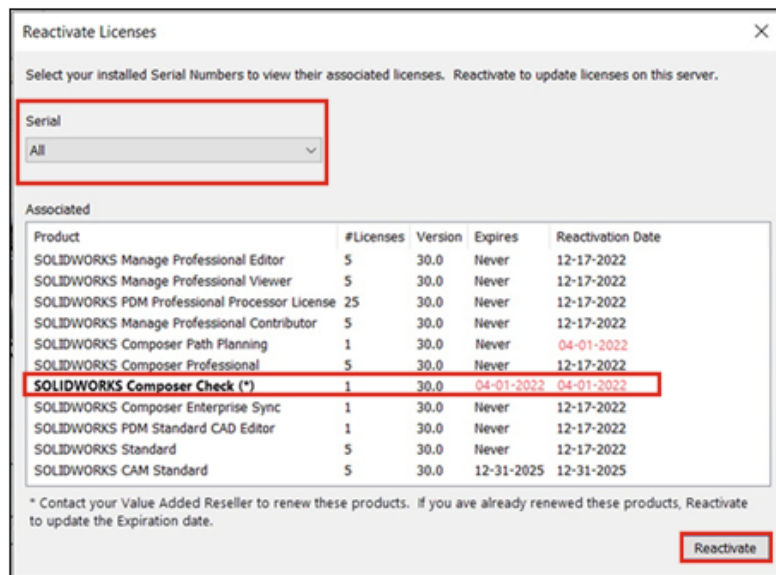 Reactivate Licenses
Select your installed Serial Numbers to view their associated licenses. Reactivate to update licenses on this server.
Serial
All
Associated
Product #Licenses Version Expires Reactivation Date
SOLIDWORKS Manage Professional Editor 5 30.0 Never 12-17-2022
SOLIDWORKS Manage Professional Viewer 5 30.0 Never 12-17-2022
SOLIDWORKS PDM Professional Processor License 25 30.0 Never 12-17-2022
SOLIDWORKS Manage Professional Contributor 5 30.0 Never 12-17-2022
SOLIDWORKS Composer Path Planning 1 30.0 Never 04-01-2022
SOLIDWORKS Composer Professional 5 30.0 Never 12-17-2022
SOLIDWORKS Composer Check (*) 1 30.0 04-01-2022 04-01-2022
SOLIDWORKS Composer Enterprise Sync 1 30.0 Never 12-17-2022
SOLIDWORKS PDM Standard CAD Editor 1 30.0 Never 12-17-2022
SOLIDWORKS Standard 5 30.0 Never 12-17-2022
SOLIDWORKS CAM Standard 5 30.0 12-31-2025 12-31-2025
* Contact your Value Added Reseller to renew these products. If you ave already renewed these products, Reactivate
to update the Expiration date.
Reactivate